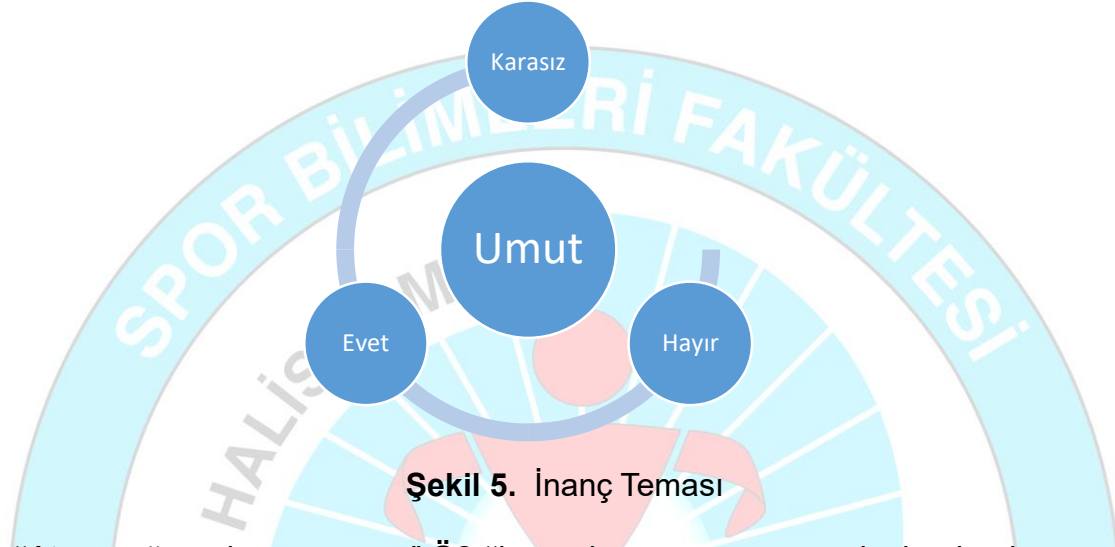 Karasız
Umut
Evet
Hayır
Şekil 5. İnanç Teması
SPOR BİLİMLERİ FAKÜLTESİ
HALİS